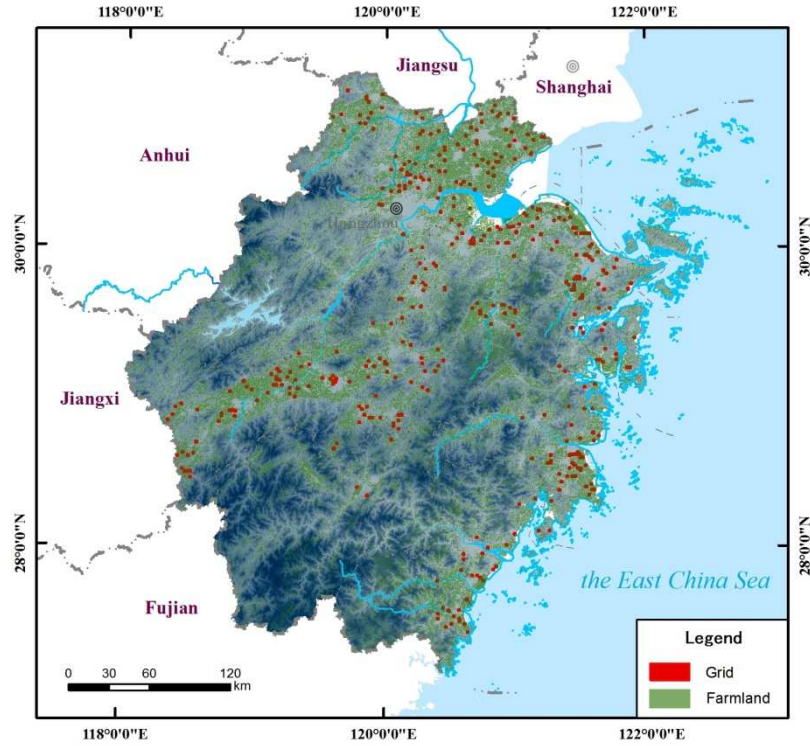 118°0'0"E
120°0'0"E
122°0'0"E
Jiangsu
Shanghai
Anhui
Hangzhou
30°0'0"N
30°0'0"N
Jiangxi
28°0'0"N
28°0'0"N
the East China Sea
Fujian
Legend
Grid
Farmland
0 30 60 120
km
118°0'0"E
120°0'0"E
122°0'0"E